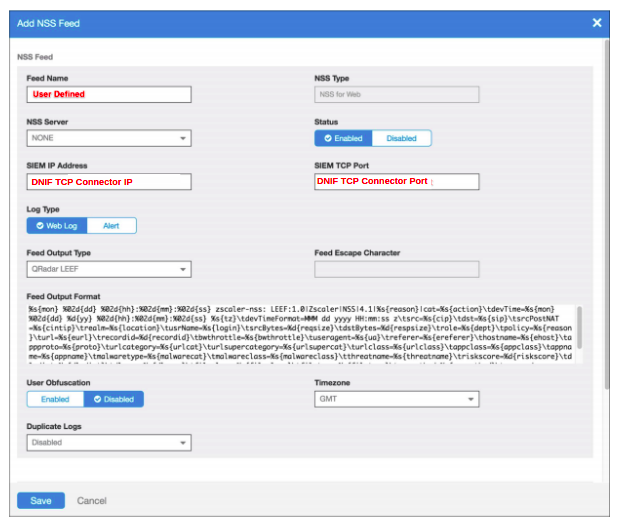 Add NSS Feed
NSS Feed
Feed Name
NSS Type
User Defined
NSS for Web
NSS Server
Status
NONE
Enabled Disabled
SIEM IP Address
SIEM TCP Port
DNIF TCP Connector IP
DNIF TCP Connector Port
Log Type
Web Log Alert
Feed Output Type
Feed Escape Character
QRadar LEEF
Feed Output Format
%s{mon} %02d{dd} %02d{hh}:%02d{mm}:%02d{ss} zscaler-nss: LEEF:1.0|Zscaler|NSS|4.1|%s{reason}|cat=%s{action}\tdevTime=%s{mon}
%02d{dd} %d{yy} %02d{hh}:%02d{mm}:%02d{ss} %s{tz}\tdevTimeFormat=MMM dd yyyy HH:mm:ss z\tsrc=%s{cip}\tdst=%s{sip}\tsrcPostNAT
=%s{cintip}\trealm=%s{location}\tusrName=%s{login}\tsrcBytes=%d{reqsize}\tdstBytes=%d{respsize}\trole=%s{dept}\tpolicy=%s{reason
}\turl=%s{eurl}\trecordid=%d{recordid}\tbwthrottle=%s{bwthrottle}\tuseragent=%s{ua}\treferer=%s{ereferer}\thostname=%s{ehost}\ta
ppproto=%s{proto}\turlcategory=%s{urlcat}\turlsupercategory=%s{urlsupercat}\turlclass=%s{urlclass}\tappclass=%s{appclass}\tappna
me=%s{appname}\tmalwaretype=%s{malwarecat}\tmalwareclass=%s{malwareclass}\tthreatname=%s{threatname}\triskscore=%d{riskscore}\td
User Obfuscation
Timezone
Enabled Disabled
GMT
Duplicate Logs
Disabled
Save Cancel